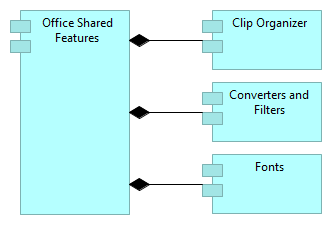 Office Shared
Features
Clip Organizer
Converters and
Filters
Fonts